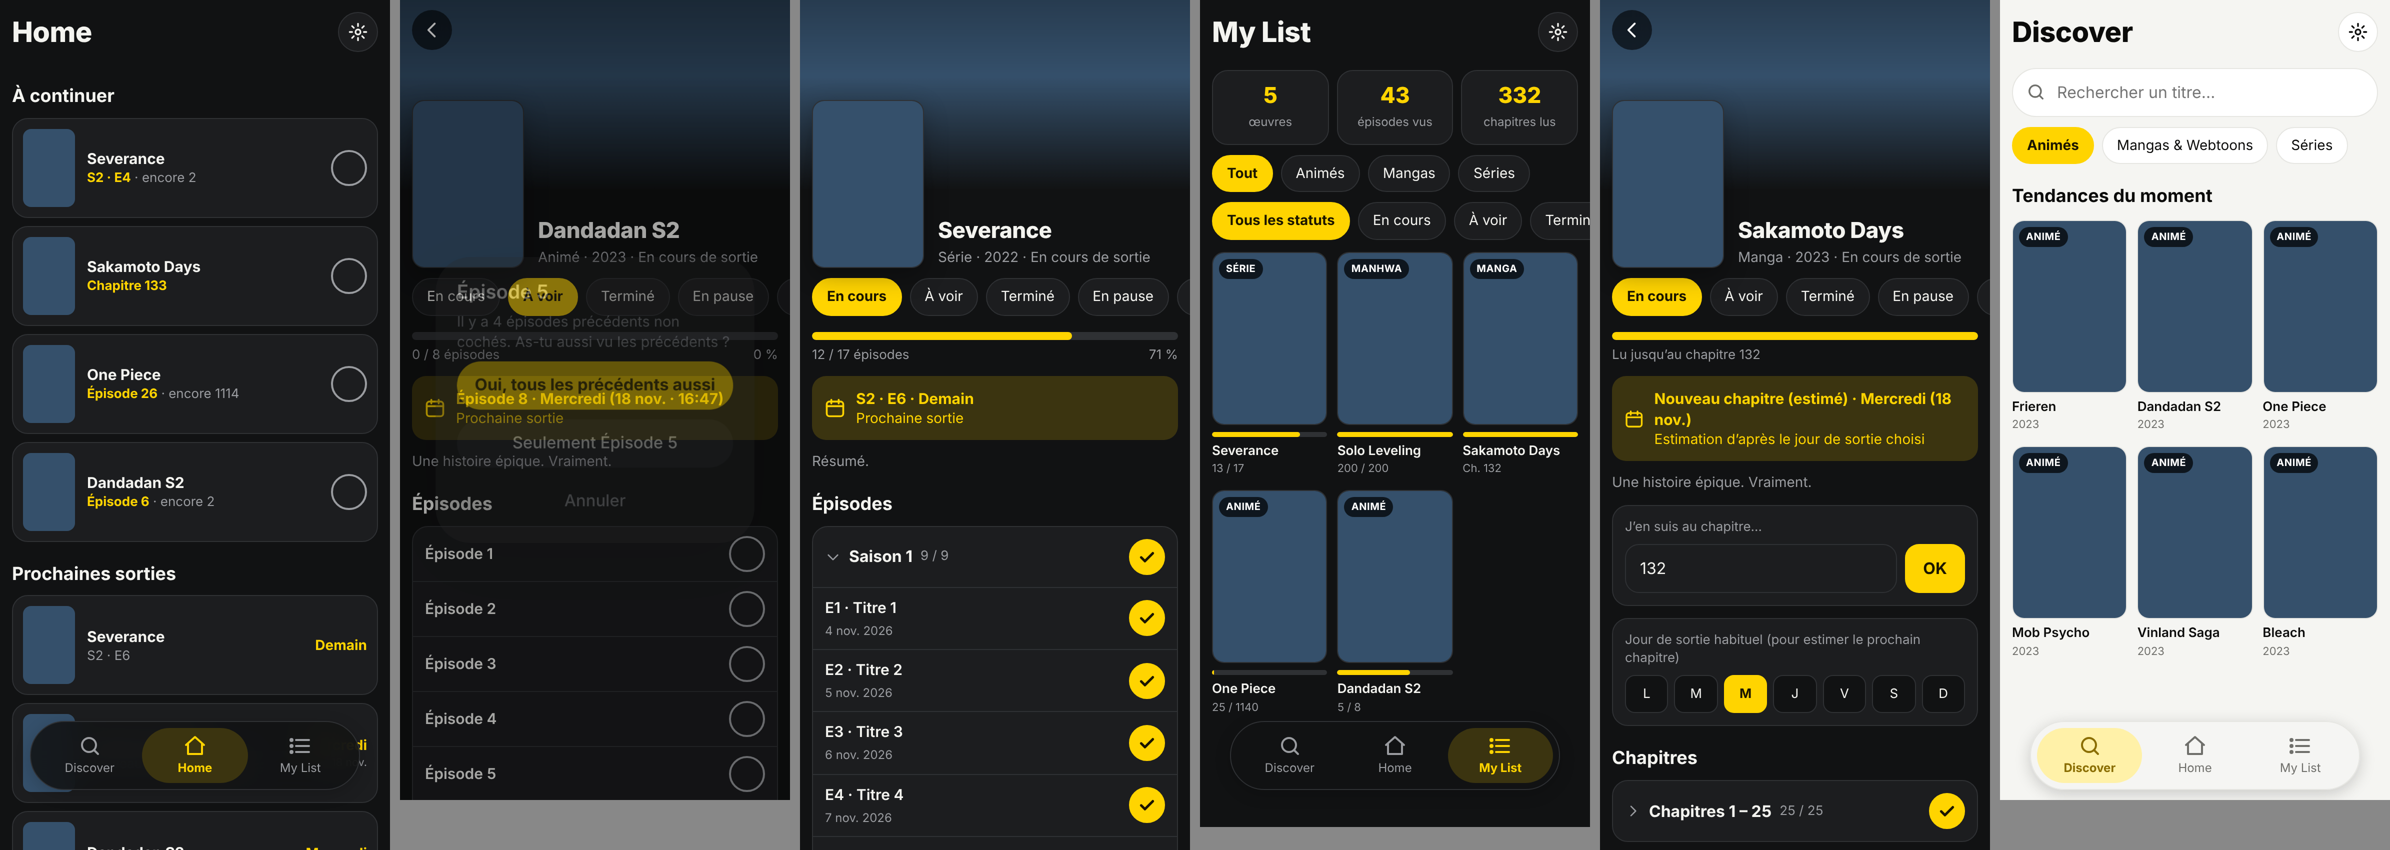 Home
À continuer
Severance
S2 · E4 · encore 2
Sakamoto Days
Chapitre 133
One Piece
Épisode 26 · encore 1114
Dandadan S2
Épisode 6 · encore 2
Prochaines sorties
Severance
S2 · E6
Demain
Discover
Home
My List
Dandadan S2
Animé · 2023 · En cours de sortie
En cours
À voir
Terminé
En pause
Épisode 5
Il y a 4 épisodes précédents non
cochés. As-tu aussi vu les précédents ?
0 / 8 épisodes
0 %
Oui, tous les précédents aussi
Épisode 8 · Mercredi (18 nov. · 16:47)
Prochaine sortie
Seulement Épisode 5
Une histoire épique. Vraiment.
Annuler
Épisodes
Épisode 1
Épisode 2
Épisode 3
Épisode 4
Épisode 5
Severance
Série · 2022 · En cours de sortie
En cours
À voir
Terminé
En pause
12 / 17 épisodes
71 %
S2 · E6 · Demain
Prochaine sortie
Résumé.
Épisodes
Saison 1 9 / 9
E1 · Titre 1
4 nov. 2026
E2 · Titre 2
5 nov. 2026
E3 · Titre 3
6 nov. 2026
E4 · Titre 4
7 nov. 2026
My List
5
œuvres
43
épisodes vus
332
chapitres lus
Tout
Animés
Mangas
Séries
Tous les statuts
En cours
À voir
Termin
SÉRIE
MANHWA
MANGA
Severance
13 / 17
Solo Leveling
200 / 200
Sakamoto Days
Ch. 132
ANIMÉ
ANIMÉ
One Piece
25 / 1140
Dandadan S2
5 / 8
Discover
Home
My List
Sakamoto Days
Manga · 2023 · En cours de sortie
En cours
À voir
Terminé
En pause
Lu jusqu'au chapitre 132
Nouveau chapitre (estimé) · Mercredi (18
nov.)
Estimation d'après le jour de sortie choisi
Une histoire épique. Vraiment.
J'en suis au chapitre...
132
OK
Jour de sortie habituel (pour estimer le prochain
chapitre)
L
M
M
J
V
S
D
Chapitres
Chapitres 1 – 25 25 / 25
Discover
Rechercher un titre...
Animés
Mangas & Webtoons
Séries
Tendances du moment
ANIMÉ
ANIMÉ
ANIMÉ
Frieren
2023
Dandadan S2
2023
One Piece
2023
ANIMÉ
ANIMÉ
ANIMÉ
Mob Psycho
2023
Vinland Saga
2023
Bleach
2023
Discover
Home
My List